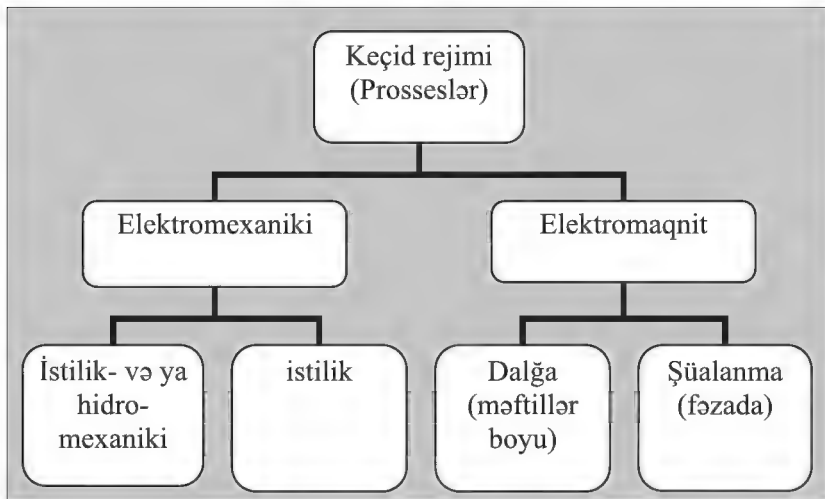 Keçid rejimi
(Prosseslər)
Elektromexaniki
Elektromaqnit
İstilik- və ya
hidro-
mexaniki
istilik
Dalğa
(məftillər
boyu)
Şüalanma
(fəzada)